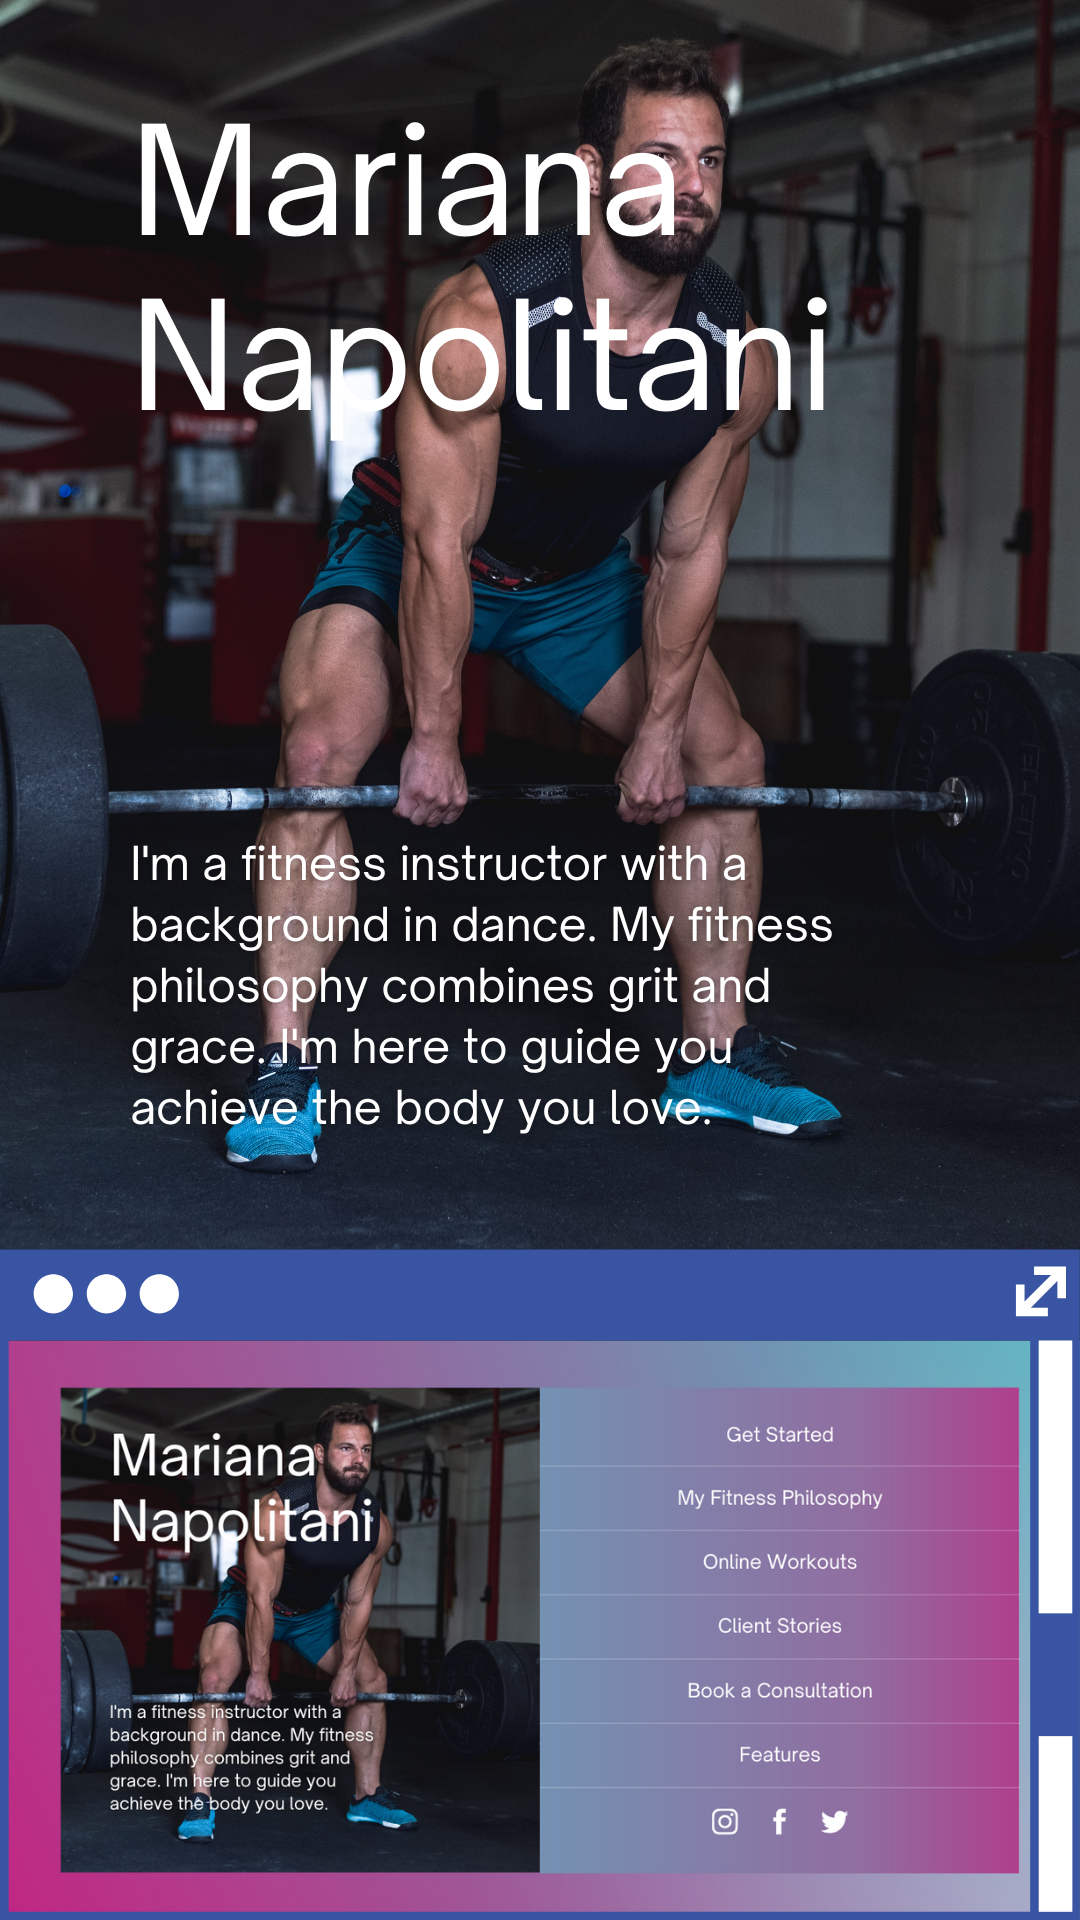 Mariana
Napolitani
I'm a fitness instructor with a
background in dance. My fitness
philosophy combines grit and
grace. I'm here to guide you
achieve the body you love.
Mariana
Napolitani
I'm a fitness instructor with a
background in dance. My fitness
philosophy combines grit and
grace. I'm here to guide you
achieve the body you love.
Get Started
My Fitness Philosophy
Online Workouts
Client Stories
Book a Consultation
Features